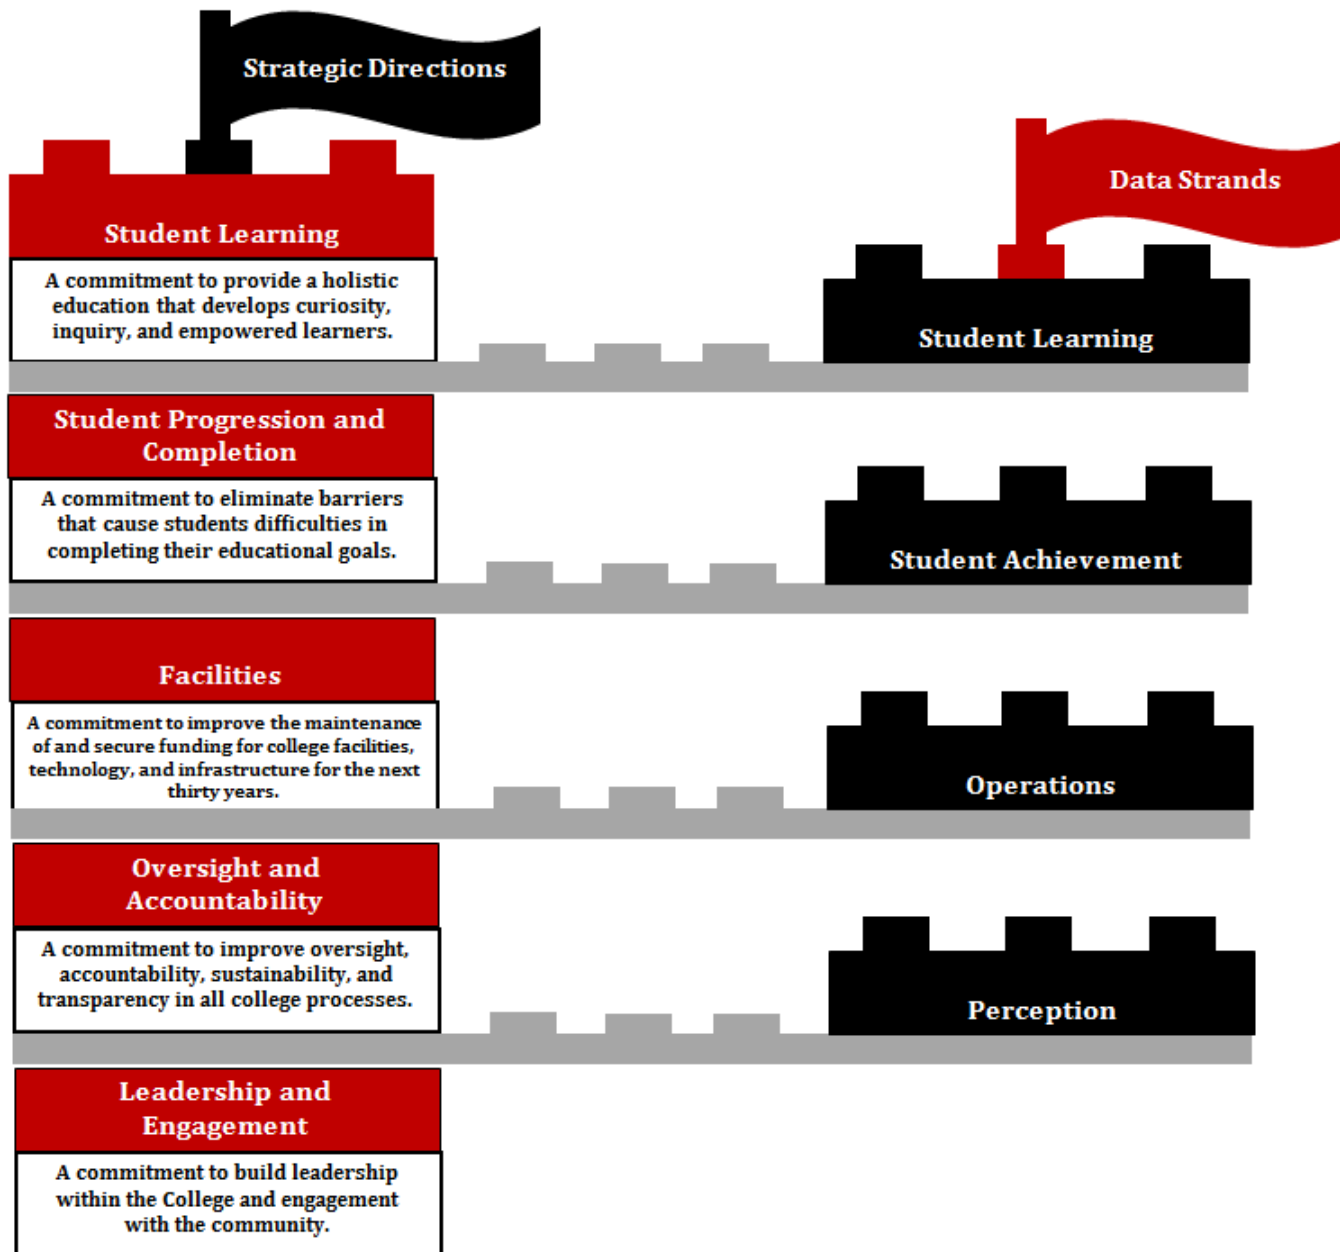 Strategic Directions
Data Strands
Student Learning
A commitment to provide a holistic
education that develops curiosity,
inquiry, and empowered learners.
Student Learning
Student Progression and
Completion
A commitment to eliminate barriers
that cause students difficulties in
completing their educational goals.
Student Achievement
Facilities
A commitment to improve the maintenance
of and secure funding for college facilities,
technology, and infrastructure for the next
thirty years.
Operations
Oversight and
Accountability
A commitment to improve oversight,
accountability, sustainability, and
transparency in all college processes.
Perception
Leadership and
Engagement
A commitment to build leadership
within the College and engagement
with the community.